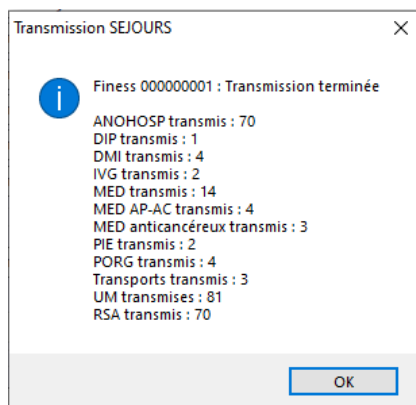 Transmission SEJOURS
Finess 000000001 : Transmission terminée
ANOHOSP transmis : 70
DIP transmis : 1
DMI transmis : 4
IVG transmis : 2
MED transmis : 14
MED AP-AC transmis : 4
MED anticancéreux transmis : 3
PIE transmis : 2
PORG transmis : 4
Transports transmis : 3
UM transmises : 81
RSA transmis : 70
OK